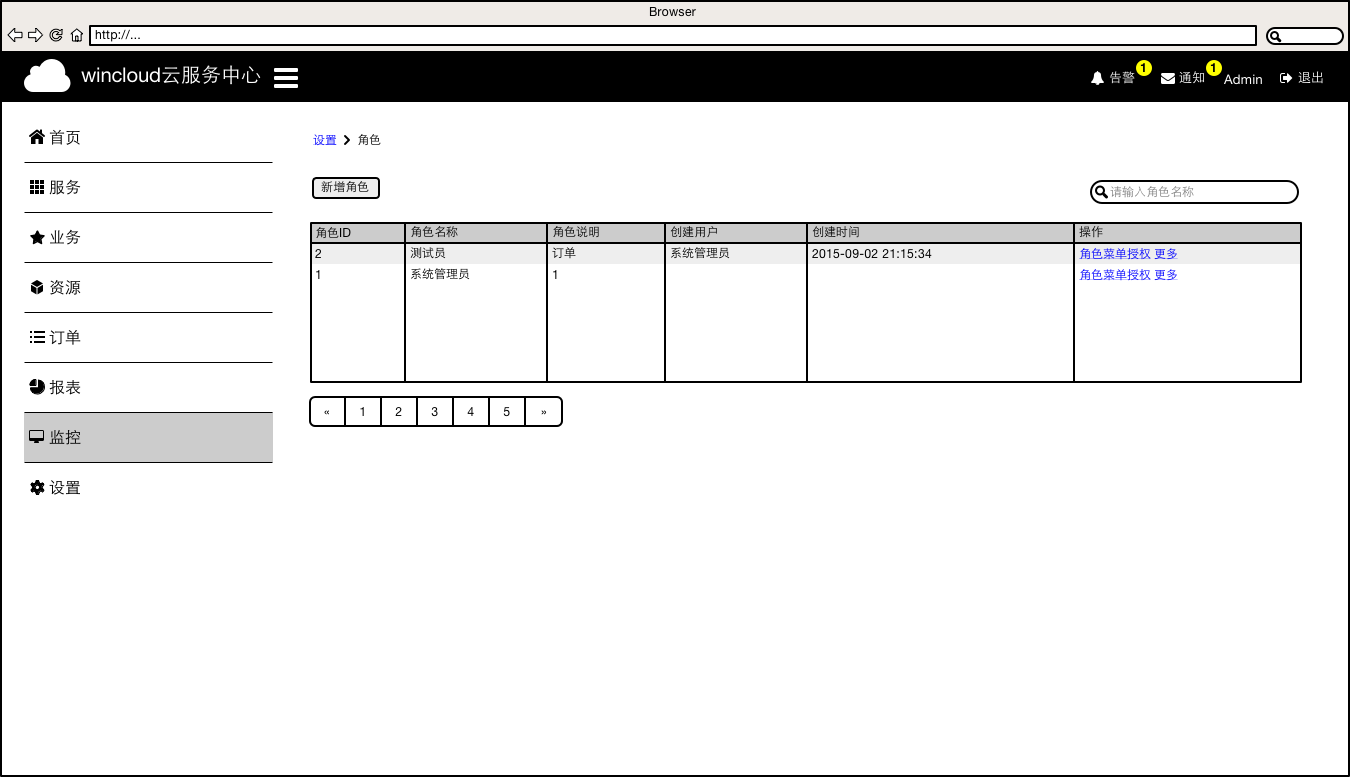 Browser
http://...
wincloud云服务中心
告警 1 通知 1 Admin 退出
首页
服务
业务
资源
订单
报表
监控
设置
设置 角色
新增角色
请输入角色名称
角色ID 角色名称 角色说明 创建用户 创建时间 操作
2 测试员 订单 系统管理员 2015-09-02 21:15:34 角色菜单授权 更多
1 系统管理员 1 角色菜单授权 更多
« 1 2 3 4 5 »